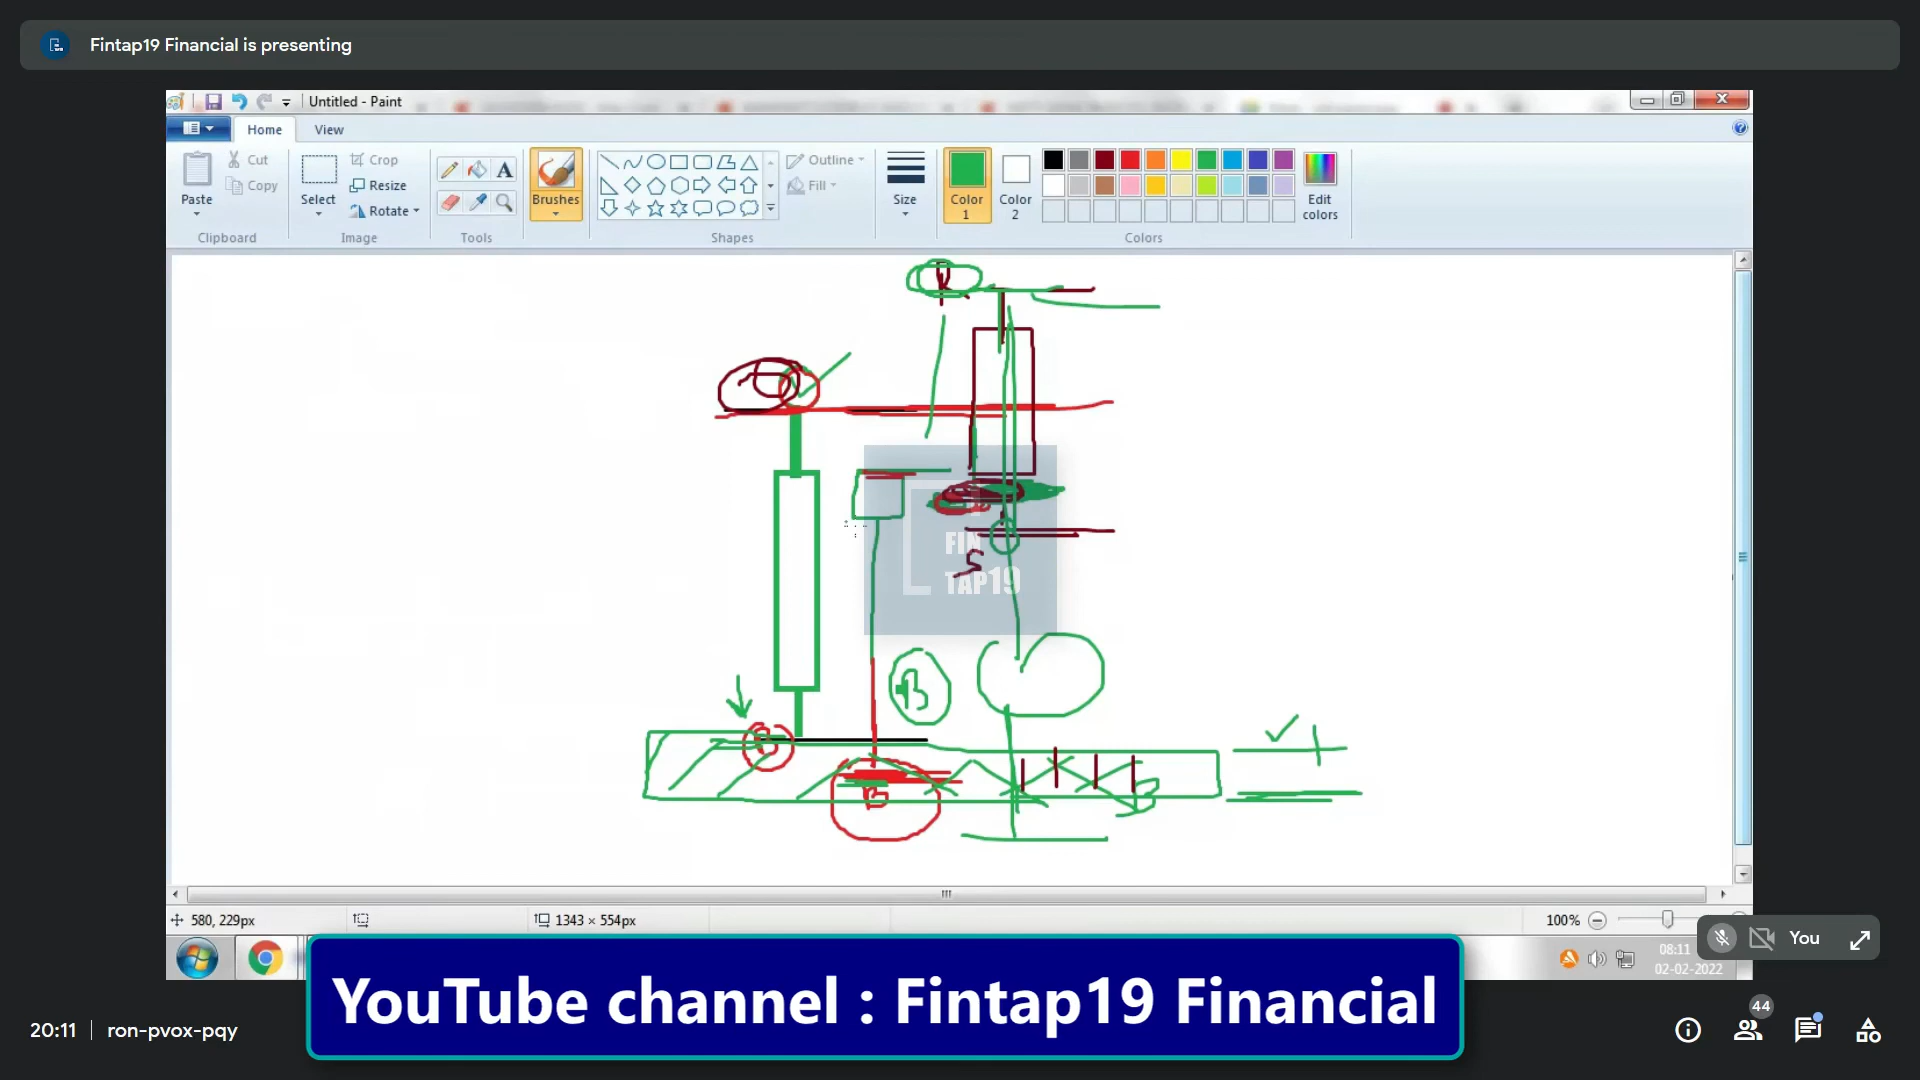 Fintap19 Financial is presenting
Untitled - Paint
Home View
Paste
Cut
Copy
Clipboard
Select
Crop
Resize
Rotate
Image
A
Tools
Brushes
Shapes
Outline
Fill
Size
Color
1
Color
2
Edit
colors
Colors
R
S
B
B
B
B
FIN
TAP19
580, 229px
1343 × 554px
100%
You
08:11
02-02-2022
YouTube channel : Fintap19 Financial
20:11 ron-pvox-pqy
44